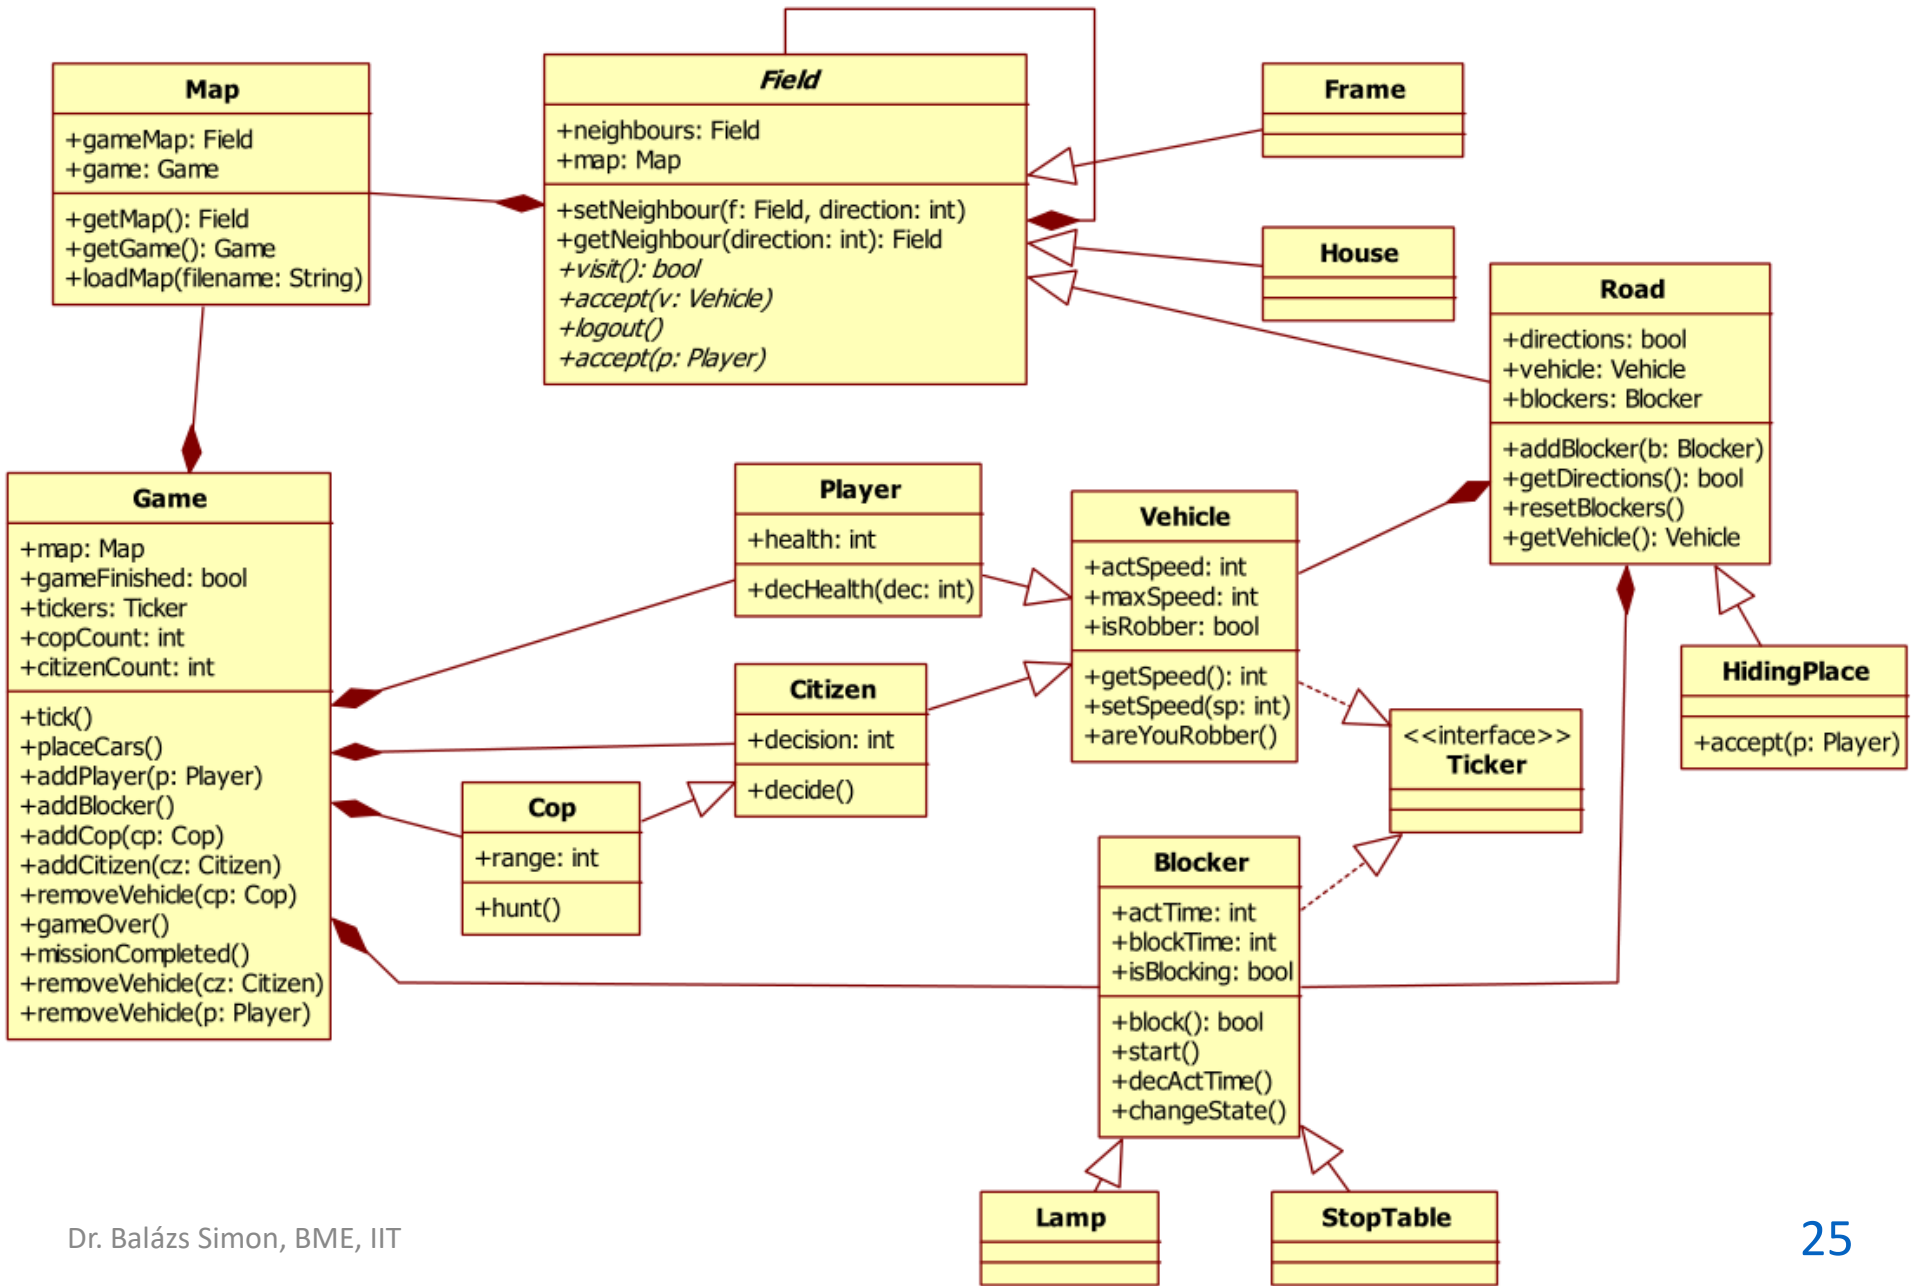 Map
+gameMap: Field
+game: Game
+getMap(): Field
+getGame(): Game
+loadMap(filename: String)
Field
+neighbours: Field
+map: Map
+setNeighbour(f: Field, direction: int)
+getNeighbour(direction: int): Field
+visit(): bool
+accept(v: Vehicle)
+logout()
+accept(p: Player)
Frame
House
Road
+directions: bool
+vehicle: Vehicle
+blockers: Blocker
+addBlocker(b: Blocker)
+getDirections(): bool
+resetBlockers()
+getVehicle(): Vehicle
Game
+map: Map
+gameFinished: bool
+tickers: Ticker
+copCount: int
+citizenCount: int
+tick()
+placeCars()
+addPlayer(p: Player)
+addBlocker()
+addCop(cp: Cop)
+addCitizen(cz: Citizen)
+removeVehicle(cp: Cop)
+gameOver()
+missionCompleted()
+removeVehicle(cz: Citizen)
+removeVehicle(p: Player)
Player
+health: int
+decHealth(dec: int)
Vehicle
+actSpeed: int
+maxSpeed: int
+isRobber: bool
+getSpeed(): int
+setSpeed(sp: int)
+areYouRobber()
Citizen
+decision: int
+decide()
Cop
+range: int
+hunt()
<<interface>>
Ticker
HidingPlace
+accept(p: Player)
Blocker
+actTime: int
+blockTime: int
+isBlocking: bool
+block(): bool
+start()
+decActTime()
+changeState()
Lamp
StopTable
Dr. Balázs Simon, BME, IIT
25